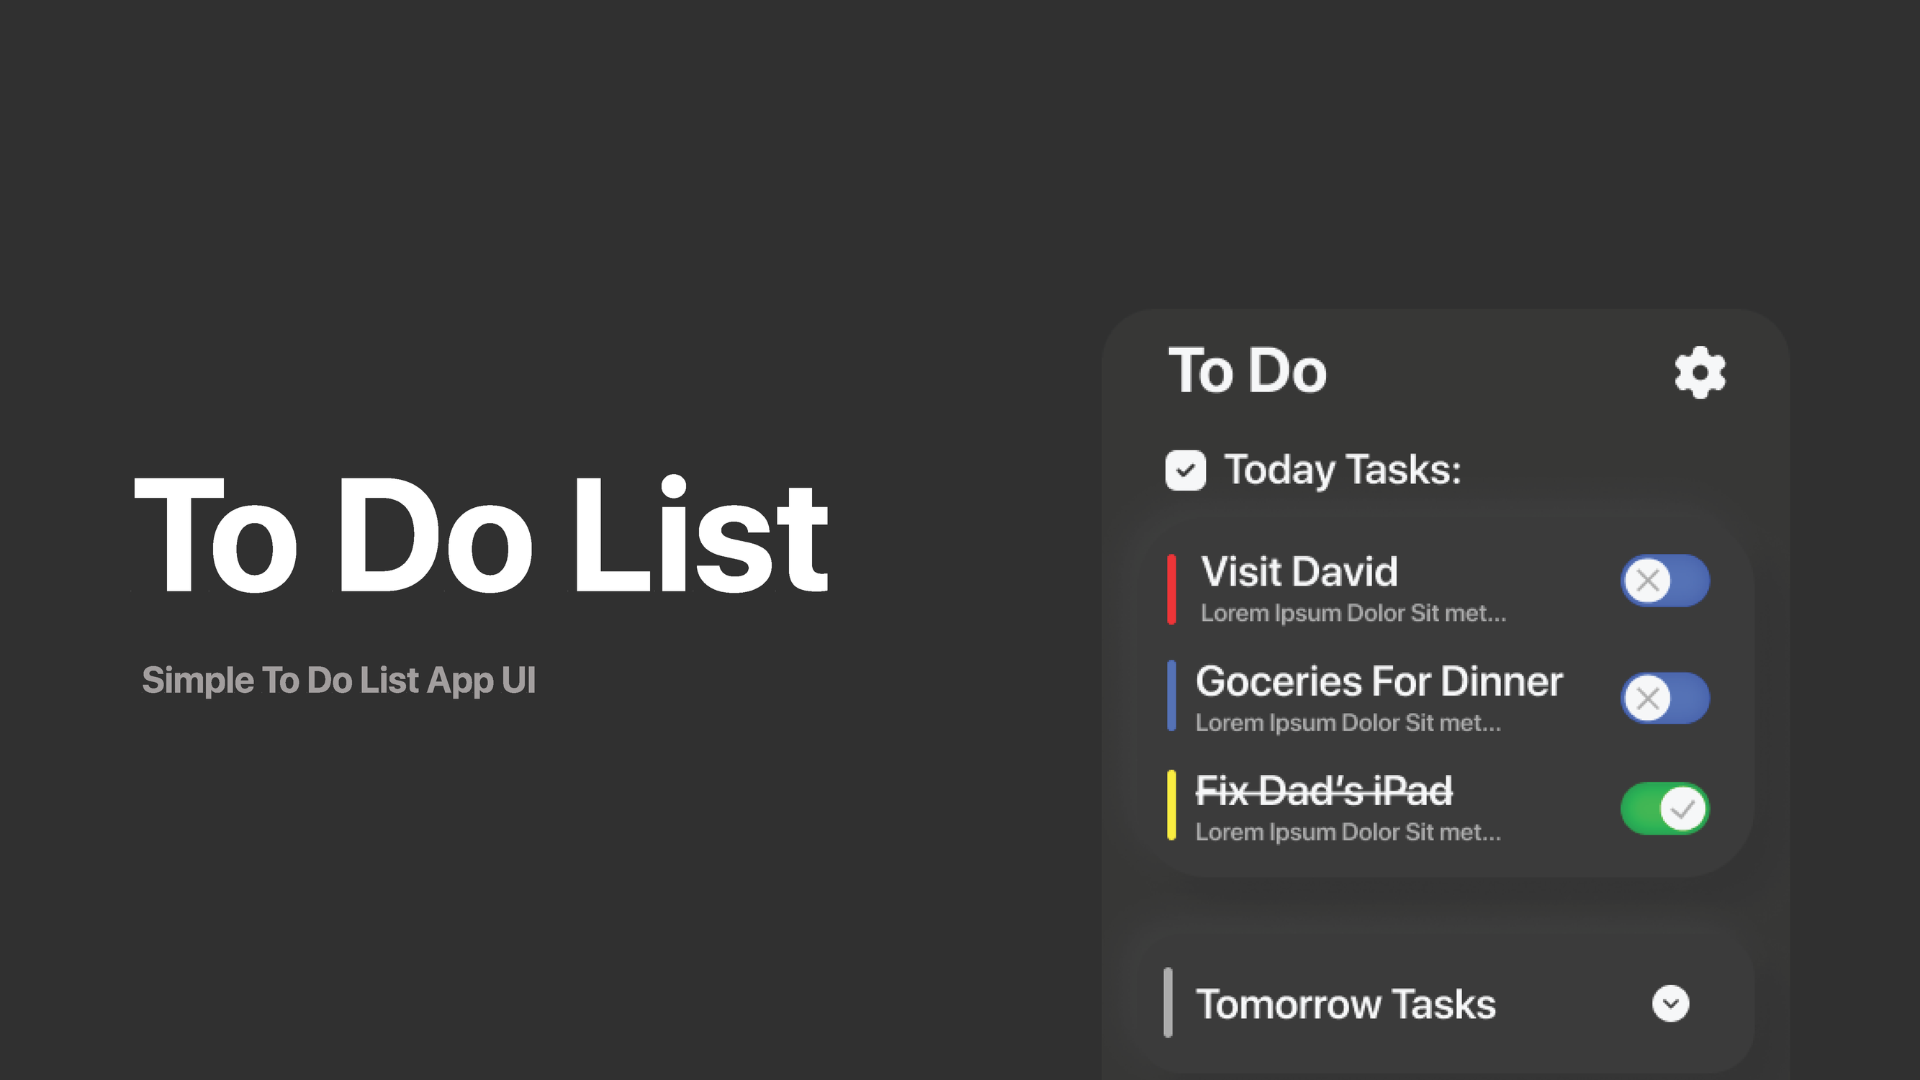 To Do List
Simple To Do List App UI
To Do
Today Tasks:
Visit David
Lorem Ipsum Dolor Sit met...
Goceries For Dinner
Lorem Ipsum Dolor Sit met...
Fix Dad's iPad
Lorem Ipsum Dolor Sit met...
Tomorrow Tasks